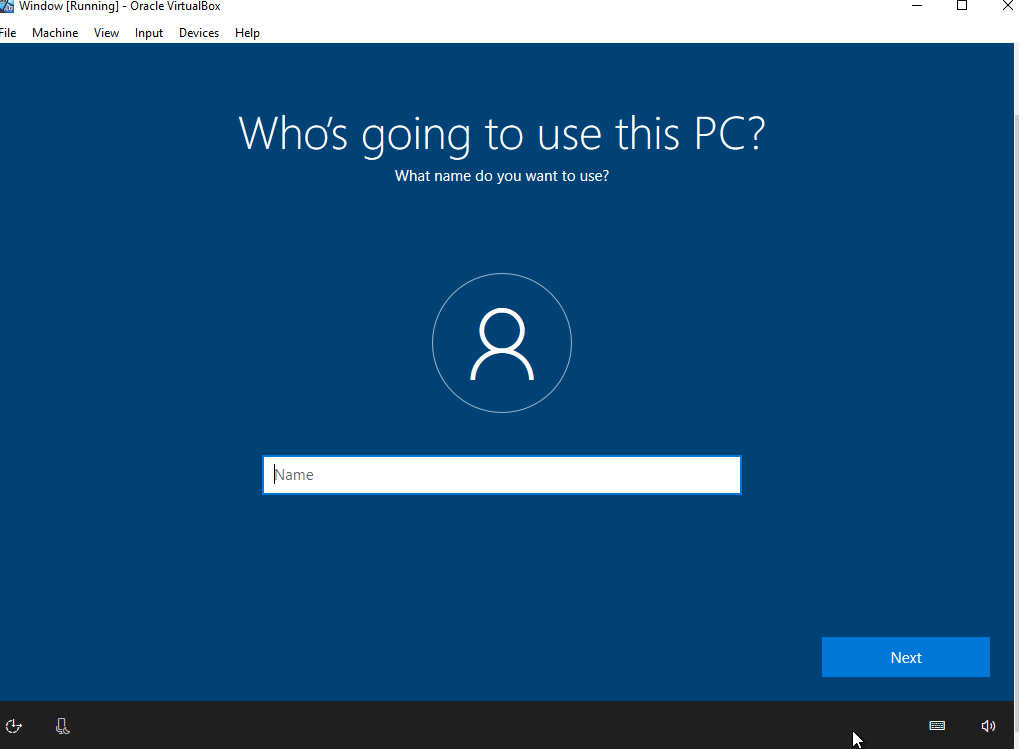 Window [Running] - Oracle VirtualBox
File Machine View Input Devices Help
Who's going to use this PC?
What name do you want to use?
Name
Next